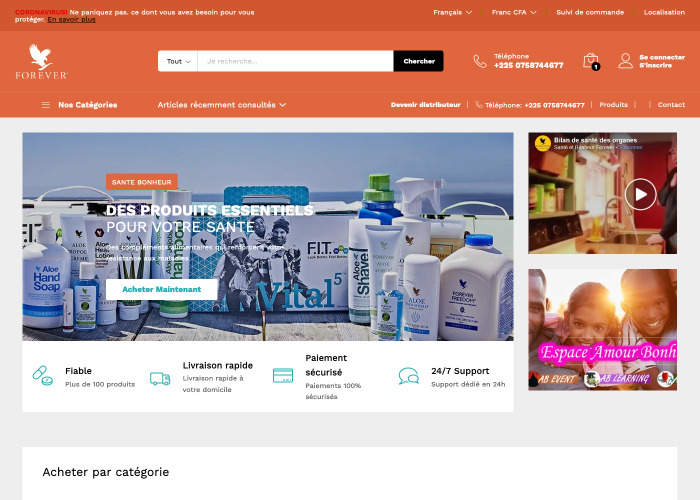 CORONAVIRUS! Ne paniquez pas, ce dont vous avez besoin pour vous
protéger. En savoir plus
Français
Franc CFA
Suivi de commande
Localisation
FOREVER
Tout
Je recherche...
Chercher
Téléphone
+225 0758744677
1
Se connecter
S'inscrire
Nos Catégories
Articles récemment consultés
Devenir distributeur
Téléphone: +225 0758744677
Produits
Contact
SANTE BONHEUR
DES PRODUITS ESSENTIELS
POUR VOTRE SANTÉ
Des compléments alimentaires qui renforcent votre
résistance aux maladies.
Acheter Maintenant
Aloe
Hand
Soap
F.I.T.
Vital5
Aloe
Shave
ALOE
FOREVER
FREEDOM
Bilan de santé des organes
Santé et Bonheur Forever
Espace Amour Bonh
AB EVENT
AB LEARNING
Fiable
Plus de 100 produits
Livraison rapide
Livraison rapide à
votre domicile
Paiement
sécurisé
Paiements 100%
sécurisés
24/7 Support
Support dédié en 24h
Acheter par catégorie